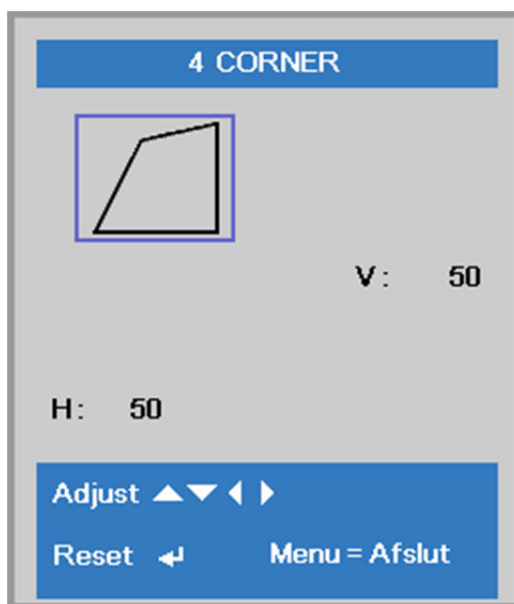 4 CORNER
V: 50
H: 50
Adjust
Reset Menu = Afslut